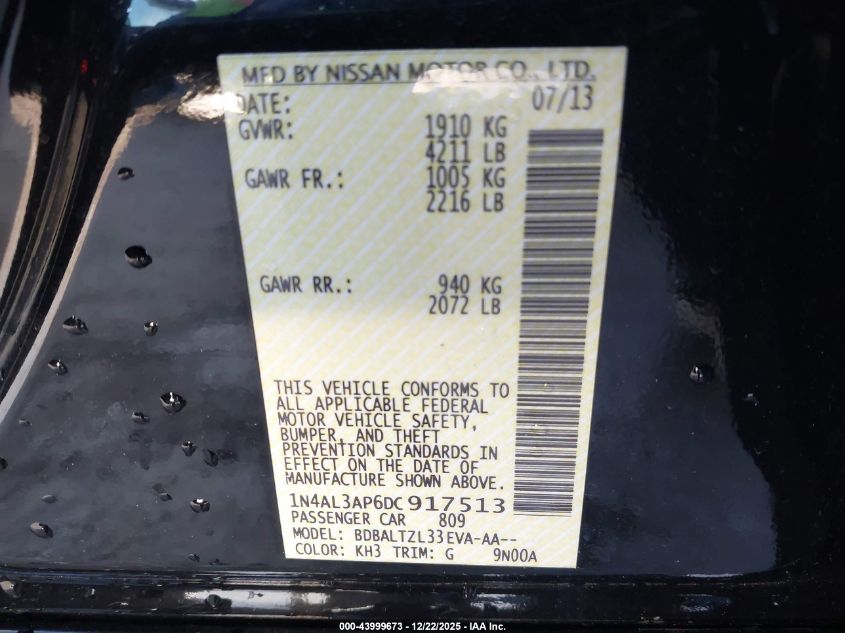 MFD BY NISSAN MOTOR CO., LTD.
DATE: 07/13
GVWR: 1910 KG
4211 LB
GAWR FR.: 1005 KG
2216 LB
GAWR RR.: 940 KG
2072 LB
THIS VEHICLE CONFORMS TO
ALL APPLICABLE FEDERAL
MOTOR VEHICLE SAFETY,
BUMPER, AND THEFT
PREVENTION STANDARDS IN
EFFECT ON THE DATE OF
MANUFACTURE SHOWN ABOVE.
1N4AL3AP6DC917513
PASSENGER CAR 809
MODEL: BDBALTZL33EVA-AA--
COLOR: KH3 TRIM: G 9N00A
000-43999673 - 12/22/2025 - IAA Inc.